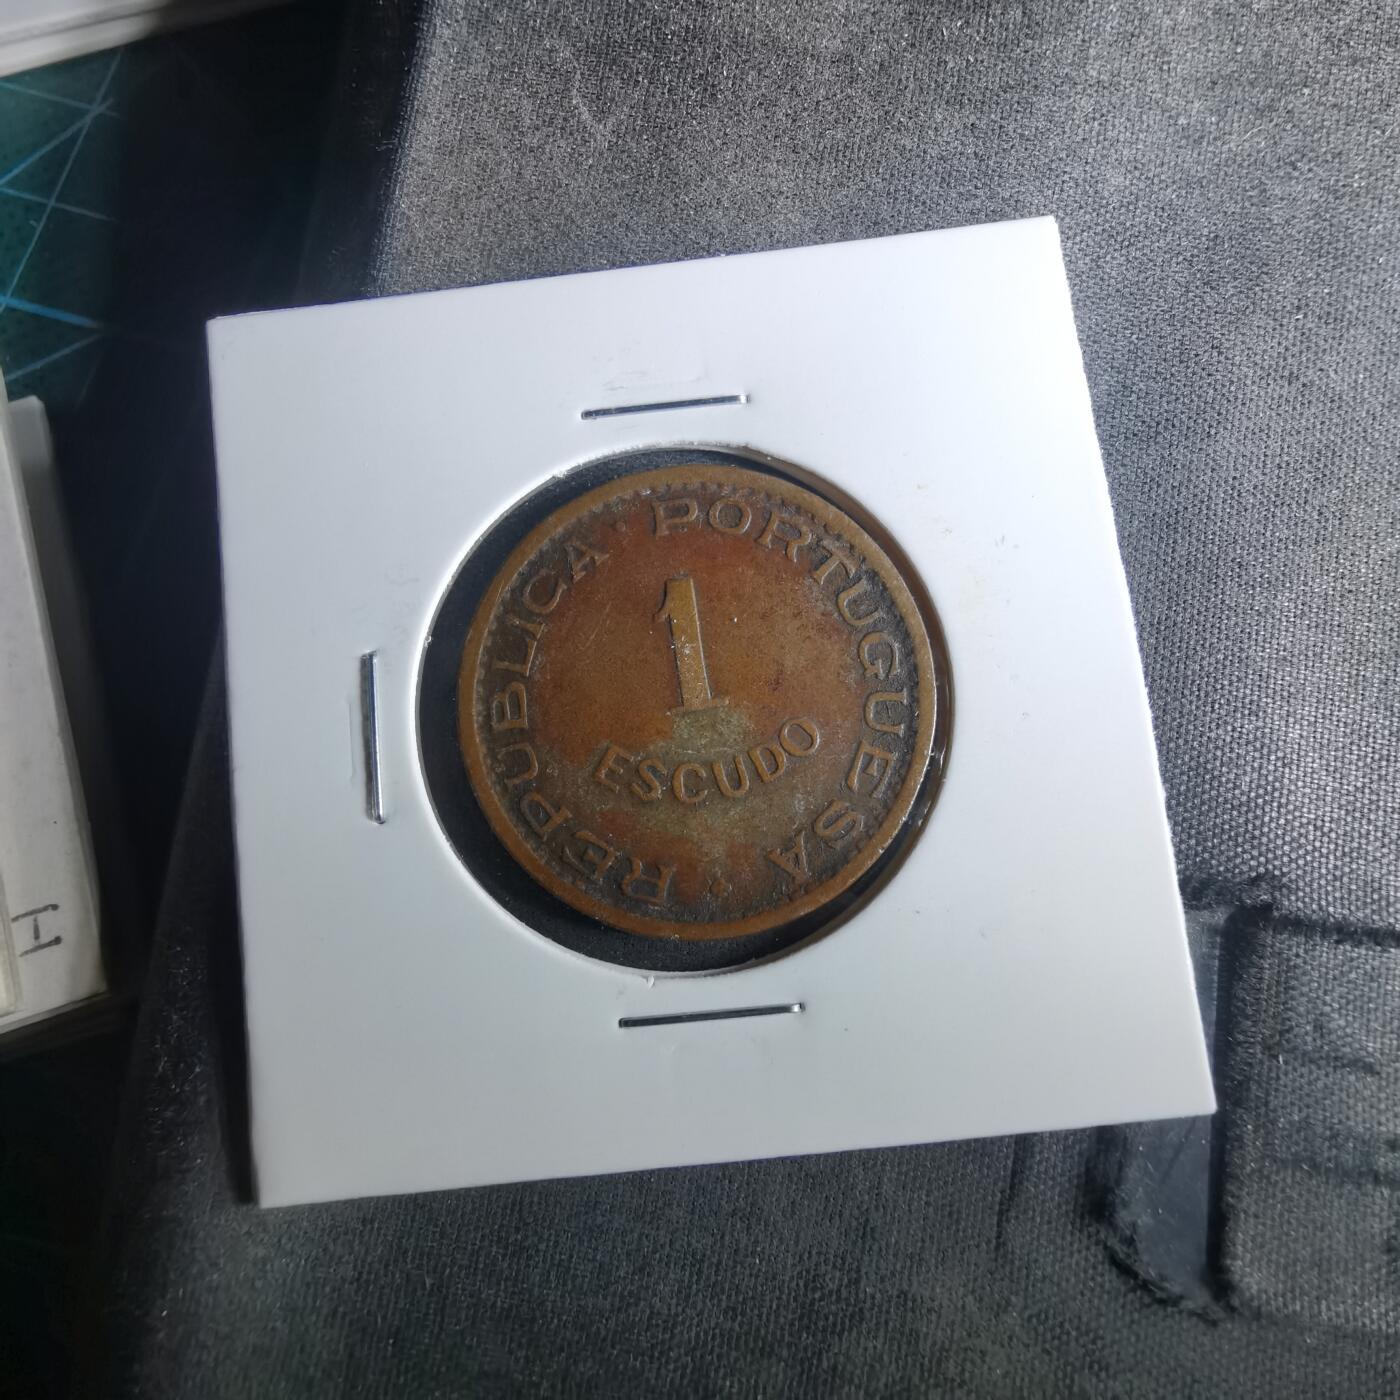 REPUBLICA · PORTUGUESA ·
1
ESCUDO
H